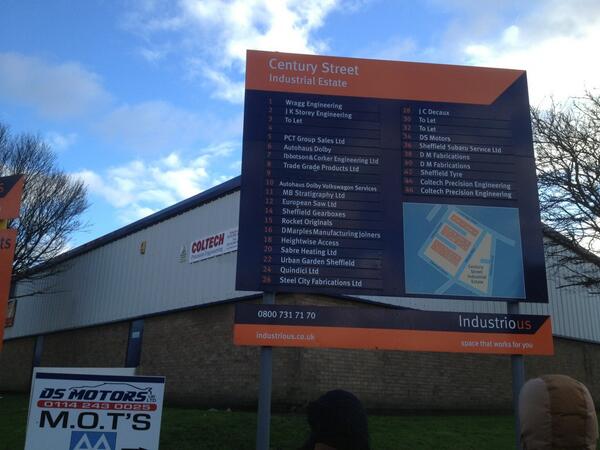 Century Street
Industrial Estate
1 Wragg Engineering
2 J K Storey Engineering
3 To Let
4
5 PCT Group Sales Ltd
6 Autohaus Dolby
7 Ibbotson&Corker Engineering Ltd
8 Trade Grade Products Ltd
9
10 Autohaus Dolby Volkswagon Services
11 MB Stratigraphy Ltd
12 European Saw Ltd
14 Sheffield Gearboxes
15 Rocket Originals
16 DMarples Manufacturing Joiners
18 Heightwise Access
20 Sabre Heating Ltd
22 Urban Garden Sheffield
24 Quindici Ltd
26 Steel City Fabrications Ltd
28 J C Decaux
30 To Let
32 To Let
34 DS Motors
36 Sheffield Subaru Service Ltd
38 D M Fabrications
40 D M Fabrications
42 Sheffield Tyre
44 Coltech Precision Engineering
46 Coltech Precision Engineering
Century Street
Industrial
Estate
0800 731 71 70
Industrious
industrious.co.uk
space that works for you
COLTECH
Precision Engineering
DS MOTORS
0114 243 0025
M.O.T'S